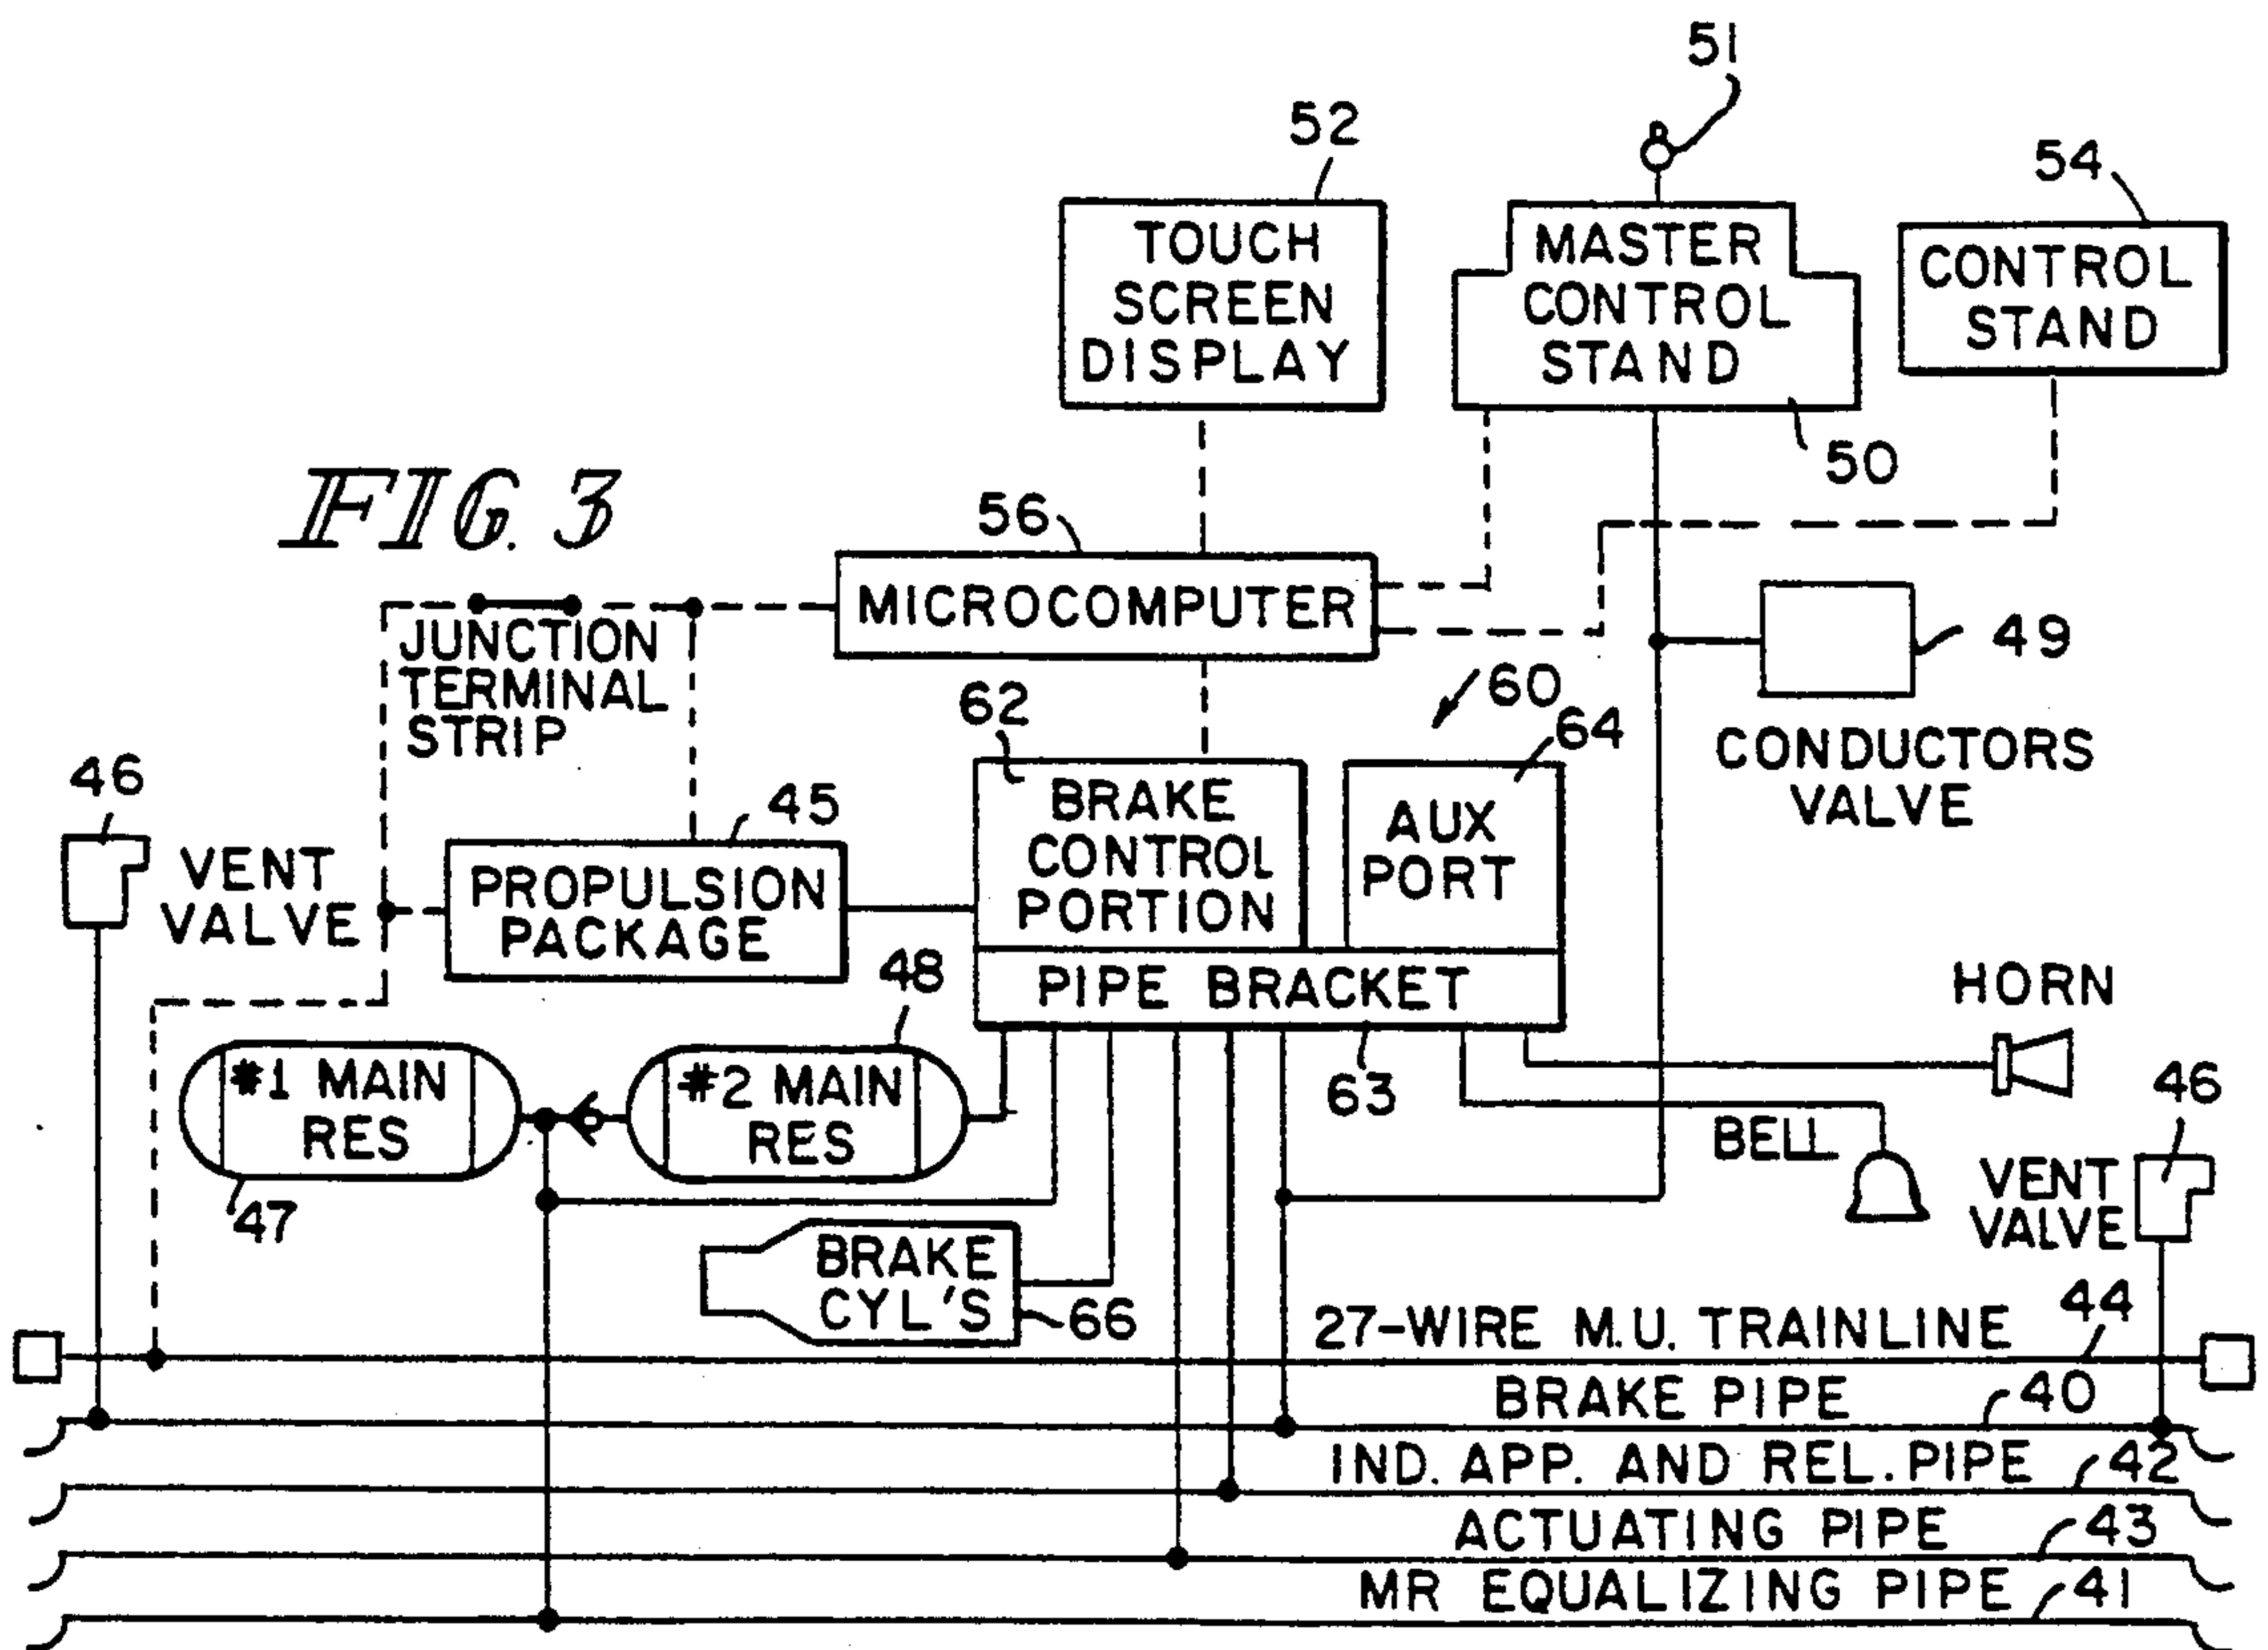 51
52
54
TOUCH
SCREEN
DISPLAY
MASTER
CONTROL
STAND
CONTROL
STAND
50
FIG. 3
56
MICROCOMPUTER
49
CONDUCTORS
VALVE
JUNCTION
TERMINAL
STRIP
60
62
64
BRAKE
CONTROL
PORTION
AUX
PORT
46
VENT
VALVE
45
PROPULSION
PACKAGE
PIPE BRACKET
63
48
#1 MAIN
RES
47
#2 MAIN
RES
HORN
BELL
46
VENT
VALVE
BRAKE
CYL'S
66
27-WIRE M.U. TRAINLINE 44
BRAKE PIPE 40
IND. APP. AND REL. PIPE 42
ACTUATING PIPE 43
MR EQUALIZING PIPE 41